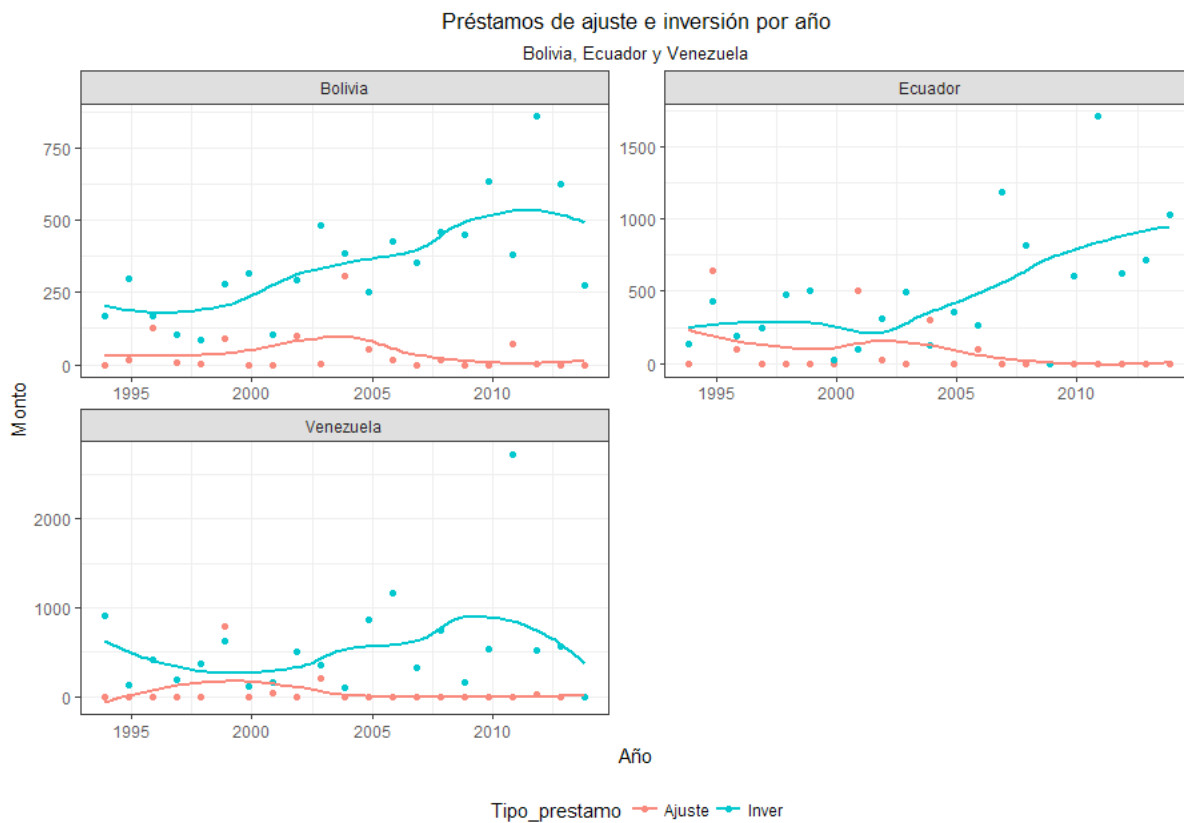 Préstamos de ajuste e inversión por año
Bolivia, Ecuador y Venezuela
Bolivia
Ecuador
750
500
250
0
1500
1000
500
0
1995 2000 2005 2010
1995 2000 2005 2010
Monto
Venezuela
2000
1000
0
1995 2000 2005 2010
Año
Tipo_prestamo Ajuste Inver